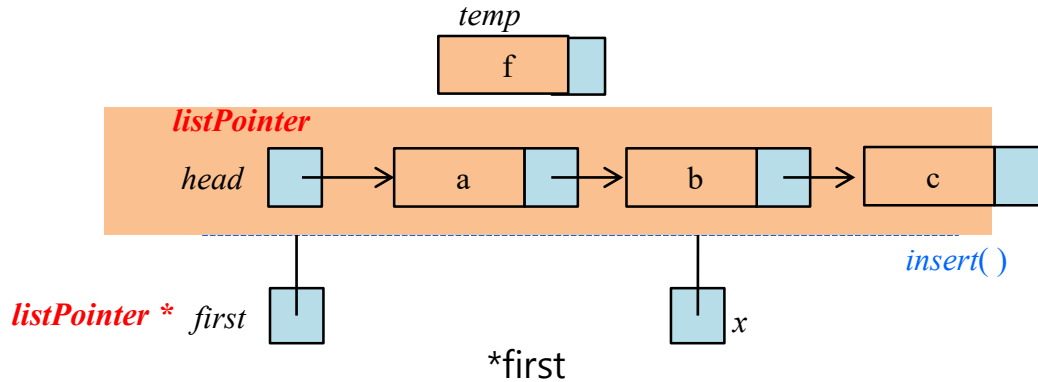 temp
f
listPointer
head a b c
insert( )
listPointer * first x
*first